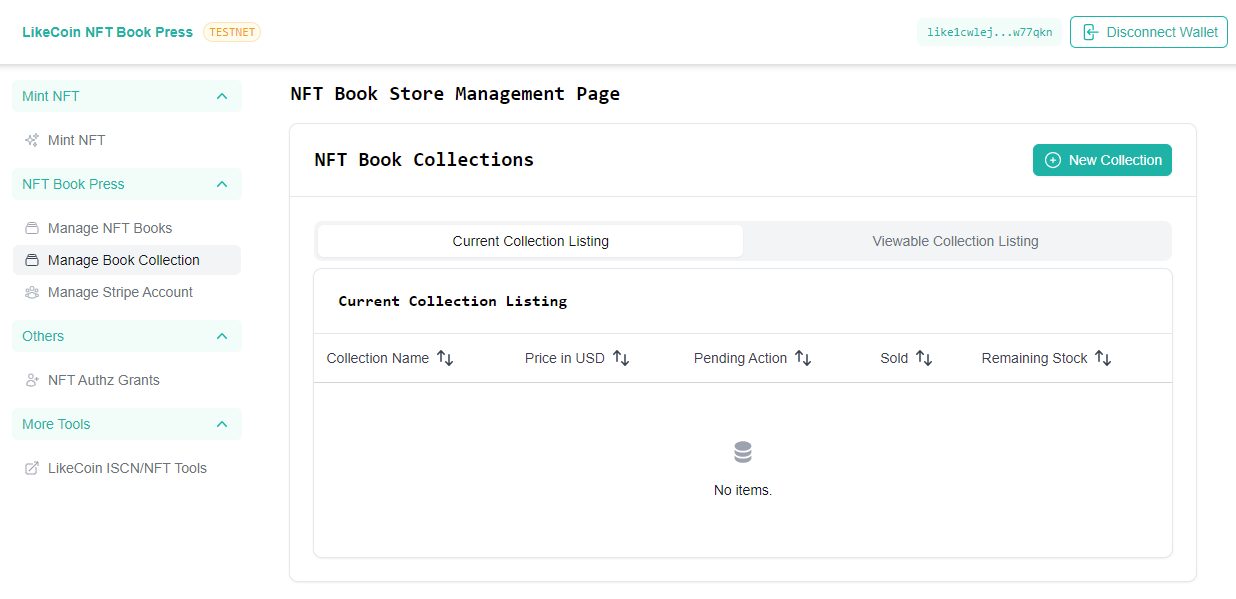 LikeCoin NFT Book Press TESTNET
like1cwlej...w77qkn Disconnect Wallet
Mint NFT
Mint NFT
NFT Book Press
Manage NFT Books
Manage Book Collection
Manage Stripe Account
Others
NFT Authz Grants
More Tools
LikeCoin ISCN/NFT Tools
NFT Book Store Management Page
NFT Book Collections
New Collection
Current Collection Listing
Viewable Collection Listing
Current Collection Listing
Collection Name Price in USD Pending Action Sold Remaining Stock
No items.